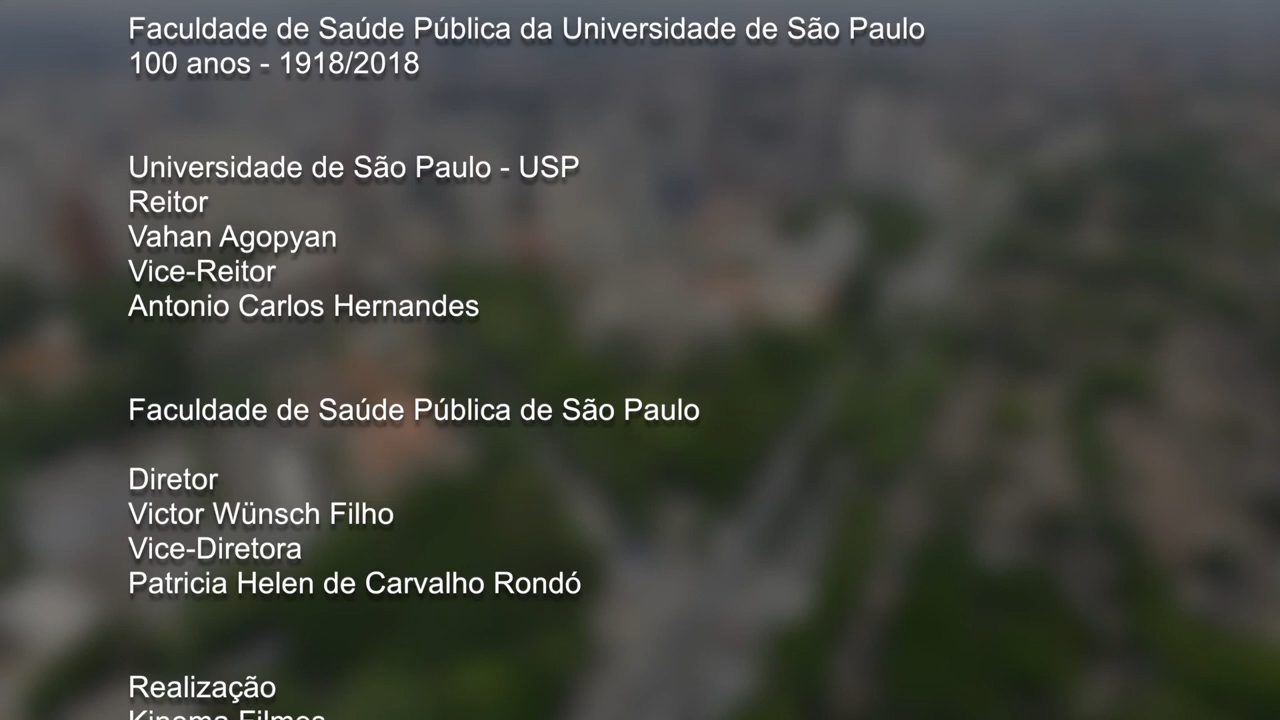 Faculdade de Saúde Pública da Universidade de São Paulo
100 anos - 1918/2018
Universidade de São Paulo - USP
Reitor
Vahan Agopyan
Vice-Reitor
Antonio Carlos Hernandes
Faculdade de Saúde Pública de São Paulo
Diretor
Victor Wünsch Filho
Vice-Diretora
Patricia Helen de Carvalho Rondó
Realização
Kinema Filmes